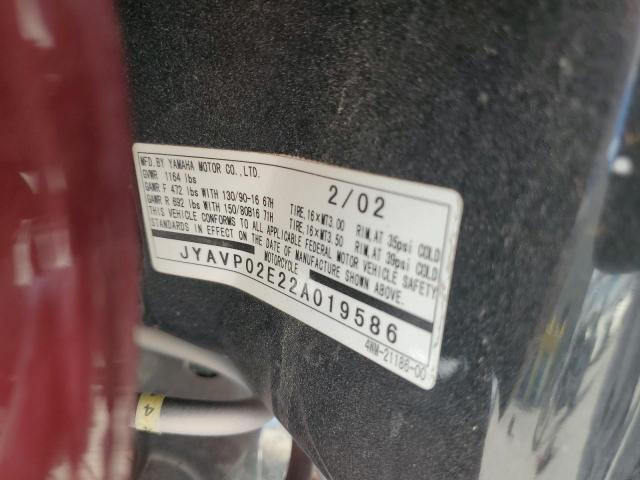 MFD.BY YAMAHA MOTOR CO.,LTD.
2/02
GVWR 1164 lbs
GAWR F 472 lbs WITH 130/90-16 67H TIRE,16×MT3.00 RIM,AT 35psi COLD
GAWR R 692 lbs WITH 150/80B16 71H TIRE,16×MT3.50 RIM,AT 39psi COLD
THIS VEHICLE CONFORMS TO ALL APPLICABLE FEDERAL MOTOR VEHICLE SAFETY
STANDARDS IN EFFECT ON THE DATE OF MANUFACTURE SHOWN ABOVE.
MOTORCYCLE
JYAVP02E22A019586
4WM-21186-00
4